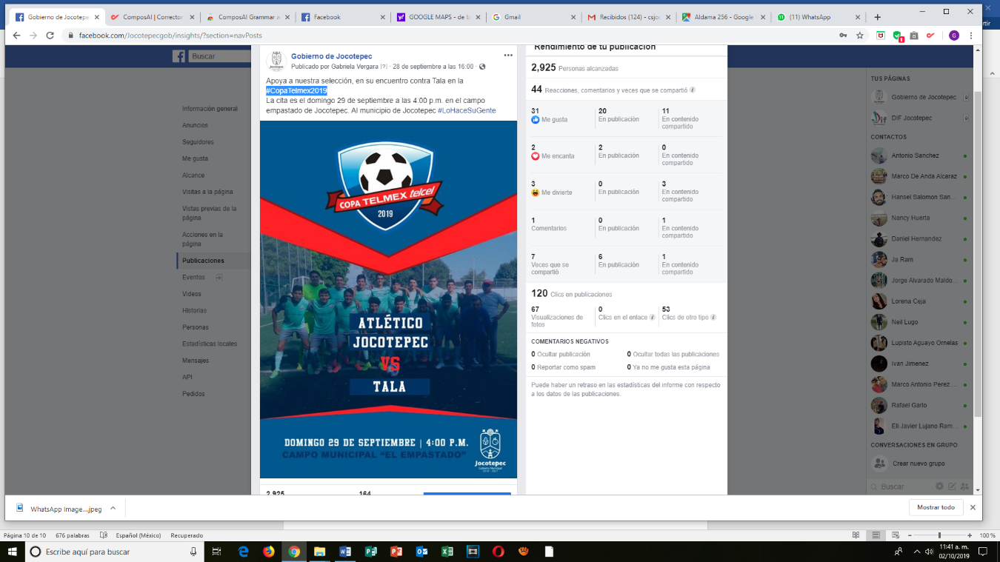 Gobierno de Jocotepe
ComposAI | Corrector
ComposAI Grammar a
Facebook
GOOGLE MAPS - de b
Gmail
Recibidos (124) - csjoc
Aldama 256 - Google
(11) WhatsApp
facebook.com/Jocotepecgob/insights/?section=navPosts
Buscar
Información general
Anuncios
Seguidores
Me gusta
Alcance
Visitas a la página
Vistas previas de la
página
Acciones en la
página
Publicaciones
Eventos
Videos
Historias
Personas
Estadísticas locales
Mensajes
API
Pedidos
Gobierno de Jocotepec
Publicado por Gabriela Vergara [?] · 28 de septiembre a las 16:00 ·
Apoya a nuestra selección, en su encuentro contra Tala en la
#CopaTelmex2019
La cita es el domingo 29 de septiembre a las 4:00 p.m. en el campo
empastado de Jocotepec. Al municipio de Jocotepec #LoHaceSuGente
COPA TELMEX telcel
2019
ATLÉTICO
JOCOTEPEC
VS
TALA
DOMINGO 29 DE SEPTIEMBRE | 4:00 P.M.
CAMPO MUNICIPAL "EL EMPASTADO"
Jocotepec
2,925
164
Rendimiento de tu publicación
2,925 Personas alcanzadas
44 Reacciones, comentarios y veces que se compartió
31 20 11
Me gusta En publicación En contenido
compartido
2 2 0
Me encanta En publicación En contenido
compartido
3 0 3
Me divierte En publicación En contenido
compartido
1 0 1
Comentarios En publicación En contenido
compartido
7 6 1
Veces que se En publicación En contenido
compartió compartido
120 Clics en publicaciones
67 0 53
Visualizaciones de Clics en el enlace Clics de otro tipo
fotos
COMENTARIOS NEGATIVOS
0 Ocultar publicación 0 Ocultar todas las publicaciones
0 Reportar como spam 0 Ya no me gusta esta página
Puede haber un retraso en las estadísticas del informe con respecto
a los datos de las publicaciones.
TUS PÁGINAS
Gobierno de Jocotepec
DIF Jocotepec
CONTACTOS
Antonio Sanchez
Marco De Anda Alcaraz
Hansel Salomon San...
Nancy Huerta
Daniel Hernandez
Ja Ram
Jorge Alvarado Maldo...
Lorena Ceja
Neil Lugo
Lupisto Aguayo Ornelas
Ivan Jimenez
Marco Antonio Perez ...
Rafael Garlo
Eli Javier Lujano Ram...
CONVERSACIONES EN GRUPO
Crear nuevo grupo
Buscar
WhatsApp Image....jpeg
Mostrar todo
Página 10 de 10 676 palabras Español (México) Recuperado
100 %
Escribe aquí para buscar
11:41 a. m.
02/10/2019